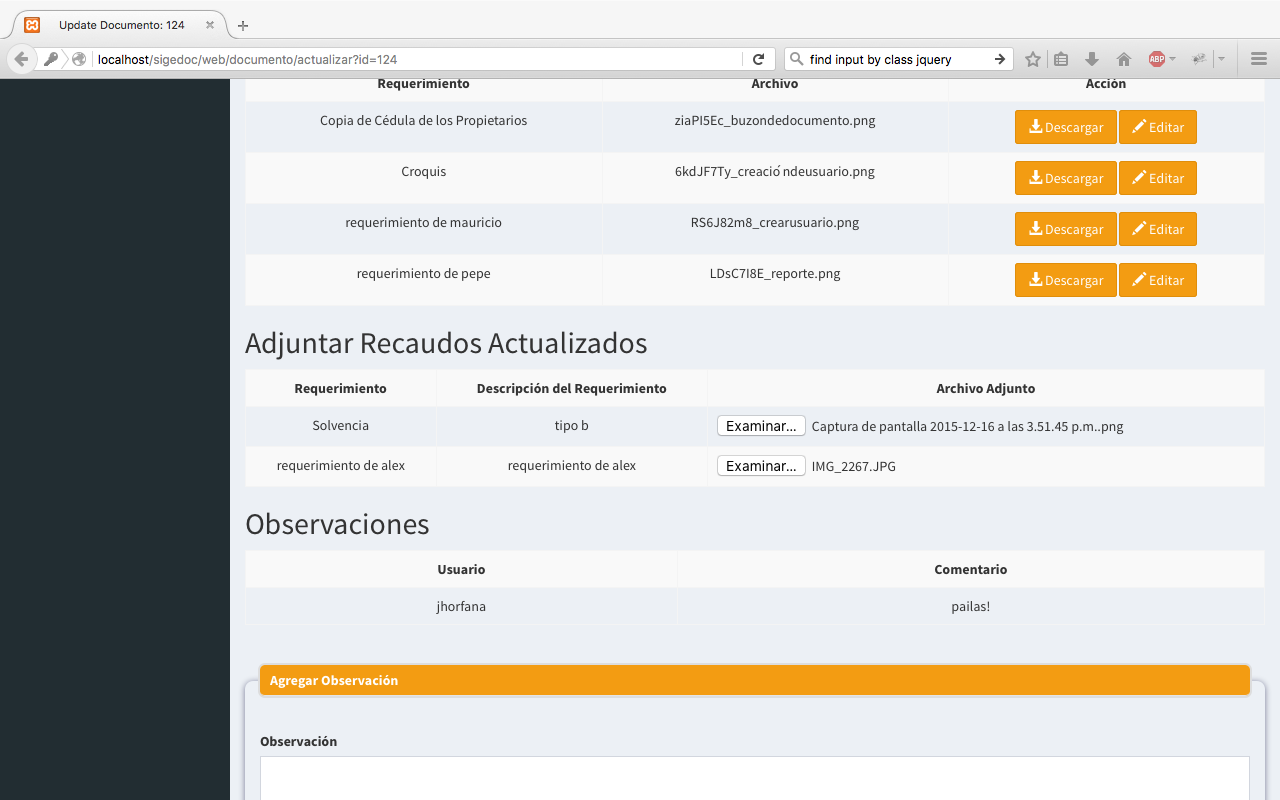 Update Documento: 124
localhost/sigedoc/web/documento/actualizar?id=124
find input by class jquery
ABP
Requerimiento Archivo Acción
Copia de Cédula de los Propietarios ziaPI5Ec_buzondedocumento.png Descargar Editar
Croquis 6kdJF7Ty_creación deusuario.png Descargar Editar
requerimiento de mauricio RS6J82m8_crearusuario.png Descargar Editar
requerimiento de pepe LDsC7I8E_reporte.png Descargar Editar
Adjuntar Recaudos Actualizados
Requerimiento Descripción del Requerimiento Archivo Adjunto
Solvencia tipo b Examinar... Captura de pantalla 2015-12-16 a las 3.51.45 p.m..png
requerimiento de alex requerimiento de alex Examinar... IMG_2267.JPG
Observaciones
Usuario Comentario
jhorfana pailas!
Agregar Observación
Observación